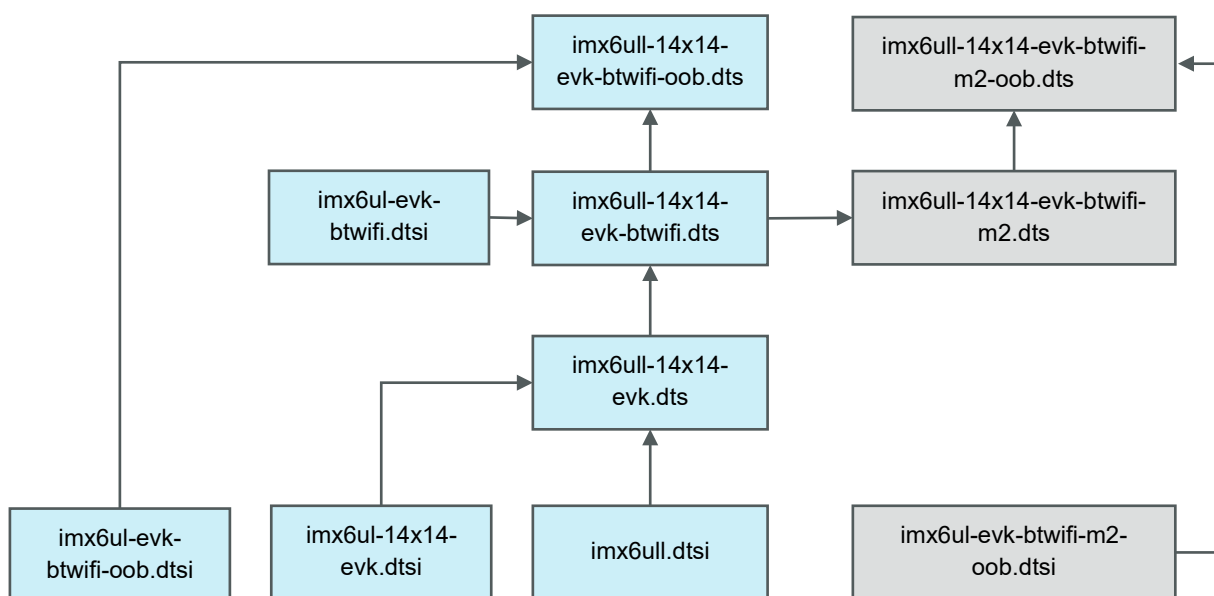 imx6ull-14x14-
evk-btwifi-oob.dts
imx6ull-14x14-evk-btwifi-
m2-oob.dts
imx6ul-evk-
btwifi.dtsi
imx6ull-14x14-
evk-btwifi.dts
imx6ull-14x14-evk-btwifi-
m2.dts
imx6ull-14x14-
evk.dts
imx6ul-evk-
btwifi-oob.dtsi
imx6ul-14x14-
evk.dtsi
imx6ull.dtsi
imx6ul-evk-btwifi-m2-
oob.dtsi